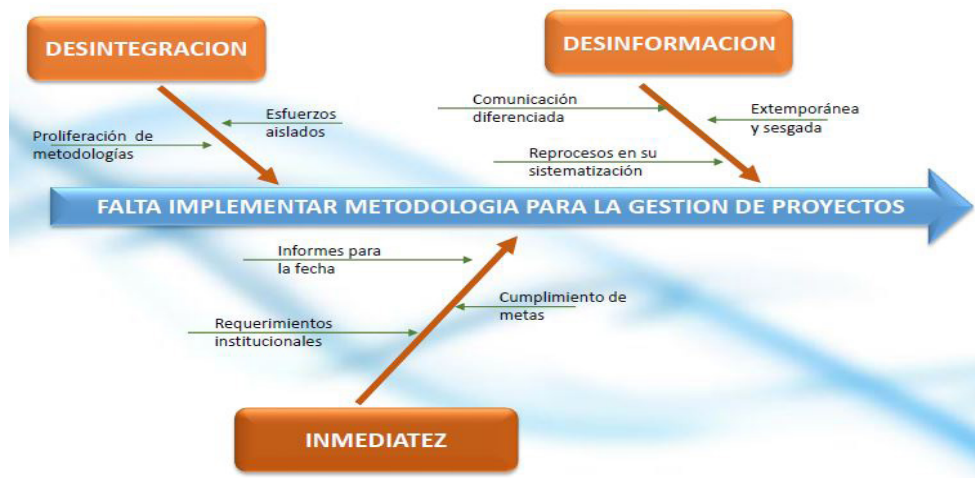 DESINTEGRACION
DESINFORMACION
Esfuerzos
aislados
Proliferación de
metodologías
Comunicación
diferenciada
Extemporánea
y sesgada
Reprocesos en su
sistematización
FALTA IMPLEMENTAR METODOLOGIA PARA LA GESTION DE PROYECTOS
Informes para
la fecha
Cumplimiento de
metas
Requerimientos
institucionales
INMEDIATEZ